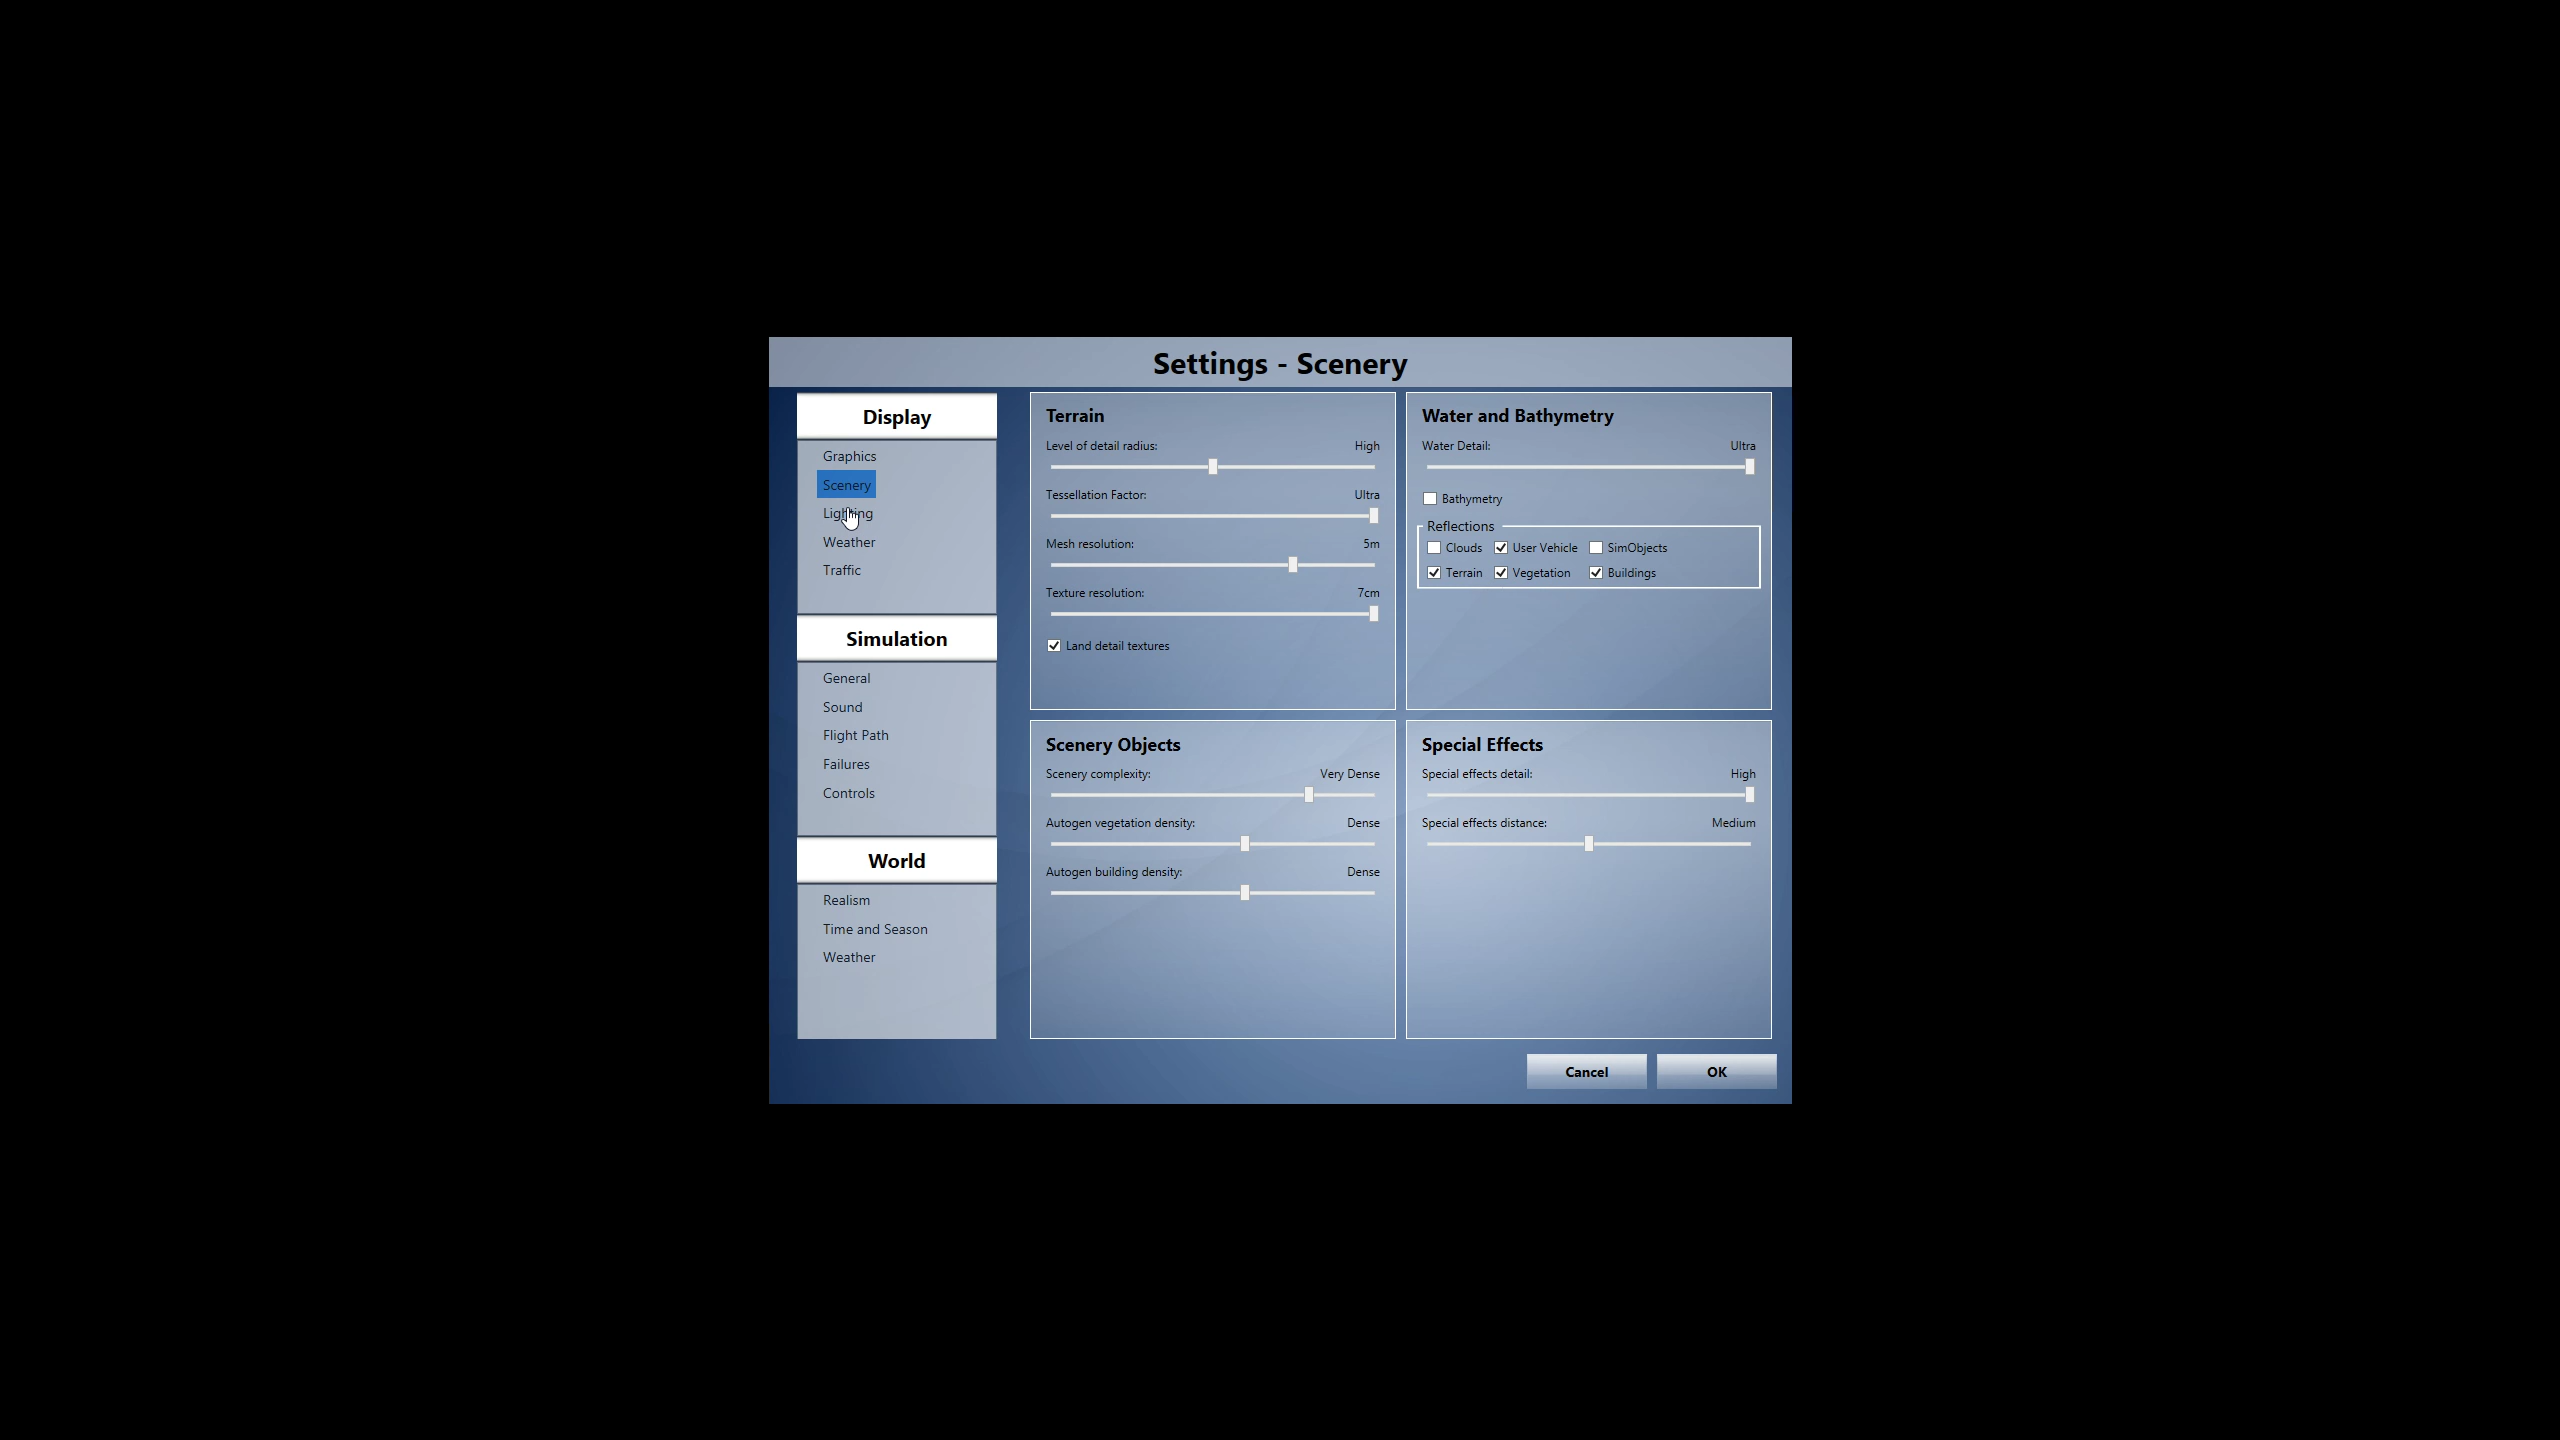 Settings - Scenery
Display
Graphics
Scenery
Lighting
Weather
Traffic
Simulation
General
Sound
Flight Path
Failures
Controls
World
Realism
Time and Season
Weather
Terrain
Level of detail radius: High
Tessellation Factor: Ultra
Mesh resolution: 5m
Texture resolution: 7cm
Land detail textures
Water and Bathymetry
Water Detail: Ultra
Bathymetry
Reflections
Clouds User Vehicle SimObjects
Terrain Vegetation Buildings
Scenery Objects
Scenery complexity: Very Dense
Autogen vegetation density: Dense
Autogen building density: Dense
Special Effects
Special effects detail: High
Special effects distance: Medium
Cancel OK